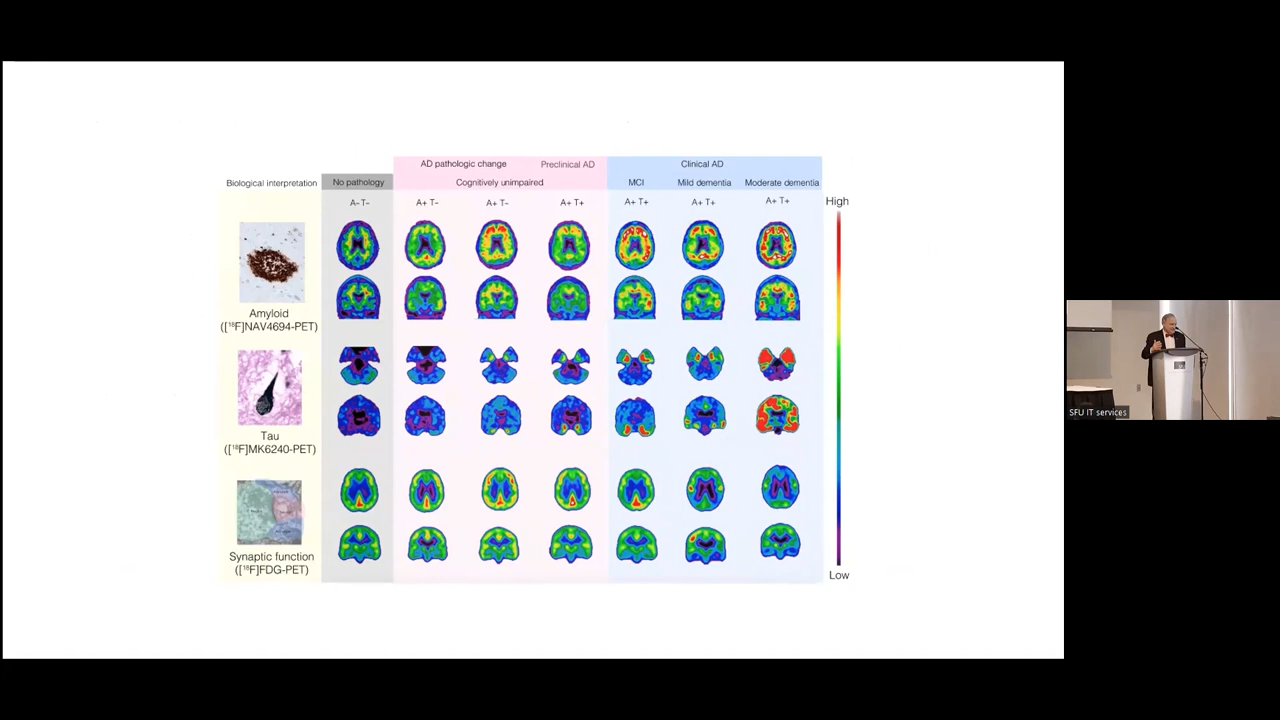 AD pathologic change Preclinical AD Clinical AD
Biological interpretation No pathology Cognitively unimpaired MCI Mild dementia Moderate dementia
A− T− A+ T− A+ T− A+ T+ A+ T+ A+ T+ A+ T+
High
Amyloid
([¹⁸F]NAV4694-PET)
Tau
([¹⁸F]MK6240-PET)
Synaptic function
([¹⁸F]FDG-PET)
Low
SFU IT services